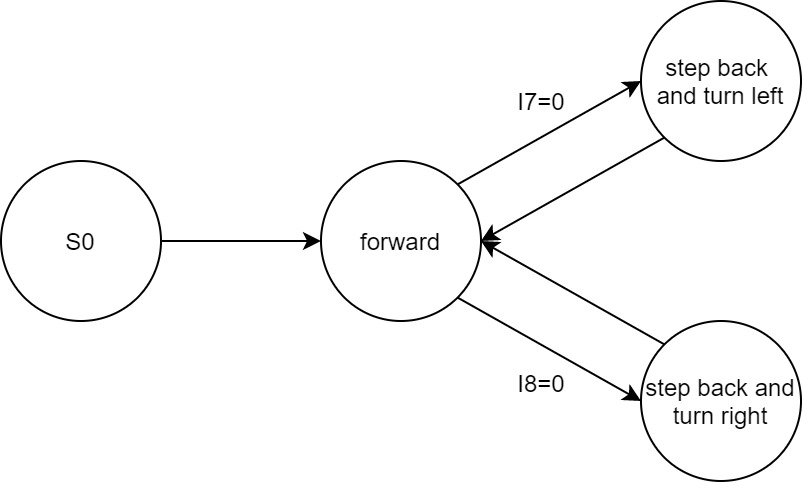 step back
and turn left
I7=0
S0
forward
I8=0
step back and
turn right